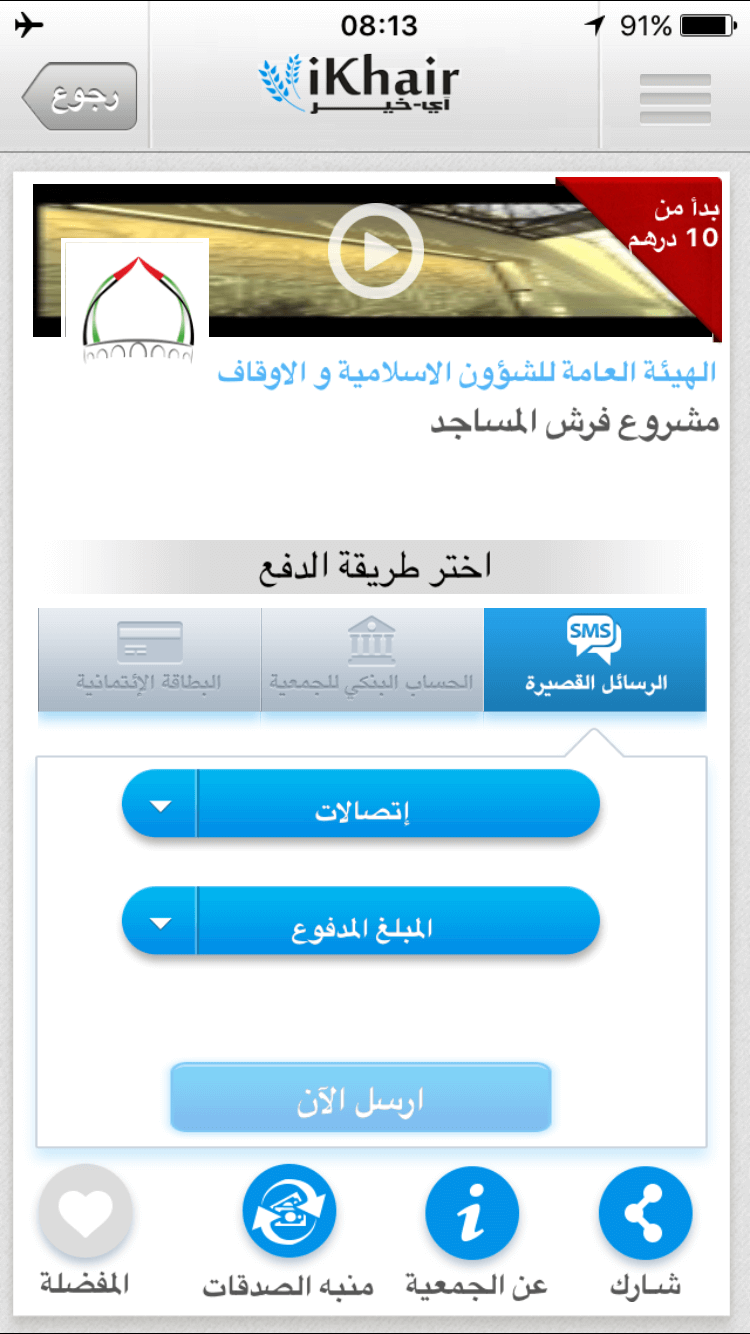 08:13
91%
رجوع
iKhair
آي-خير
بدأ من
10 درهم
الهيئة العامة للشؤون الاسلامية و الاوقاف
مشروع فرش المساجد
اختر طريقة الدفع
SMS
الرسائل القصيرة
الحساب البنكي للجمعية
البطاقة الإئتمانية
إتصالات
المبلغ المدفوع
ارسل الآن
شارك
عن الجمعية
منبه الصدقات
المفضلة